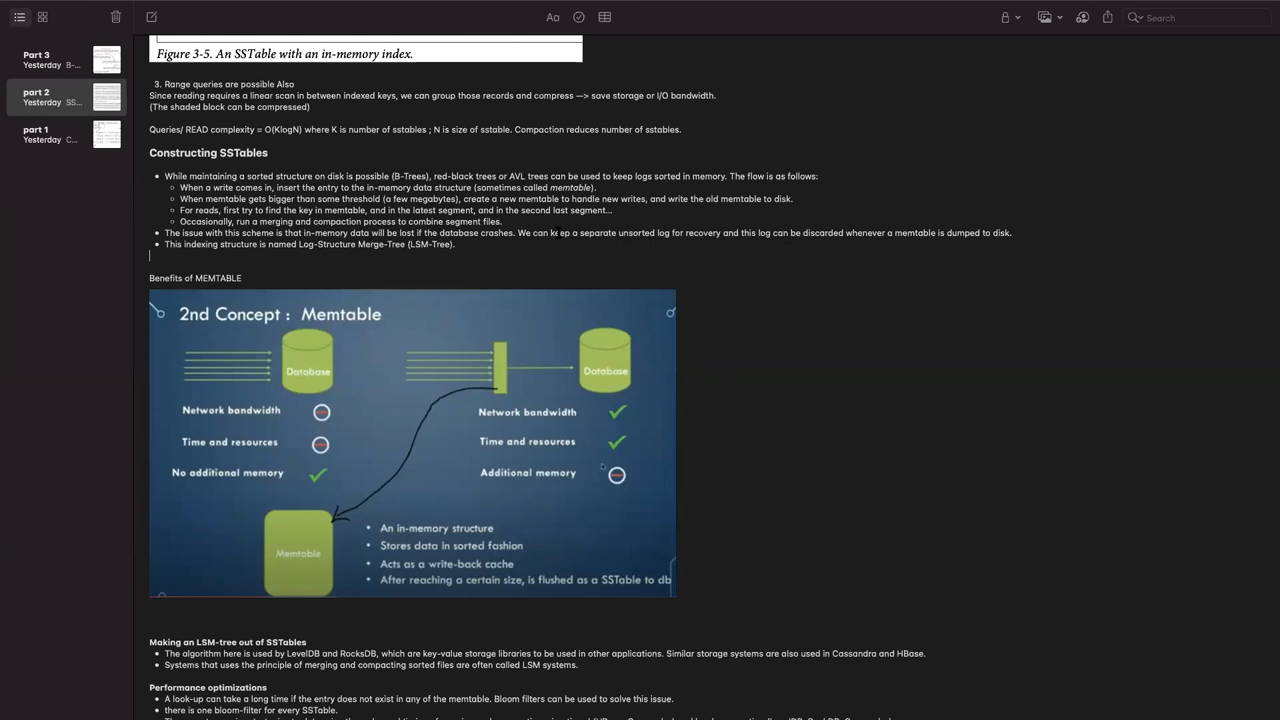 Aa
Search
Part 3
Yesterday B-...
part 2
Yesterday SS...
part 1
Yesterday C...
Figure 3-5. An SSTable with an in-memory index.
3. Range queries are possible Also
Since reading requires a linear scan in between indexed keys, we can group those records and compress —> save storage or I/O bandwidth.
(The shaded block can be compressed)
Queries/ READ complexity = O(KlogN) where K is number of sstables ; N is size of sstable. Compaction reduces number of sstables.
Constructing SSTables
• While maintaining a sorted structure on disk is possible (B-Trees), red-black trees or AVL trees can be used to keep logs sorted in memory. The flow is as follows:
◦ When a write comes in, insert the entry to the in-memory data structure (sometimes called memtable).
◦ When memtable gets bigger than some threshold (a few megabytes), create a new memtable to handle new writes, and write the old memtable to disk.
◦ For reads, first try to find the key in memtable, and in the latest segment, and in the second last segment...
◦ Occasionally, run a merging and compaction process to combine segment files.
• The issue with this scheme is that in-memory data will be lost if the database crashes. We can keep a separate unsorted log for recovery and this log can be discarded whenever a memtable is dumped to disk.
• This indexing structure is named Log-Structure Merge-Tree (LSM-Tree).
Benefits of MEMTABLE
2nd Concept : Memtable
Database
Database
Network bandwidth
Time and resources
No additional memory
Network bandwidth
Time and resources
Additional memory
Memtable
• An in-memory structure
• Stores data in sorted fashion
• Acts as a write-back cache
• After reaching a certain size, is flushed as a SSTable to db
Making an LSM-tree out of SSTables
• The algorithm here is used by LevelDB and RocksDB, which are key-value storage libraries to be used in other applications. Similar storage systems are also used in Cassandra and HBase.
• Systems that uses the principle of merging and compacting sorted files are often called LSM systems.
Performance optimizations
• A look-up can take a long time if the entry does not exist in any of the memtable. Bloom filters can be used to solve this issue.
• there is one bloom-filter for every SSTable.